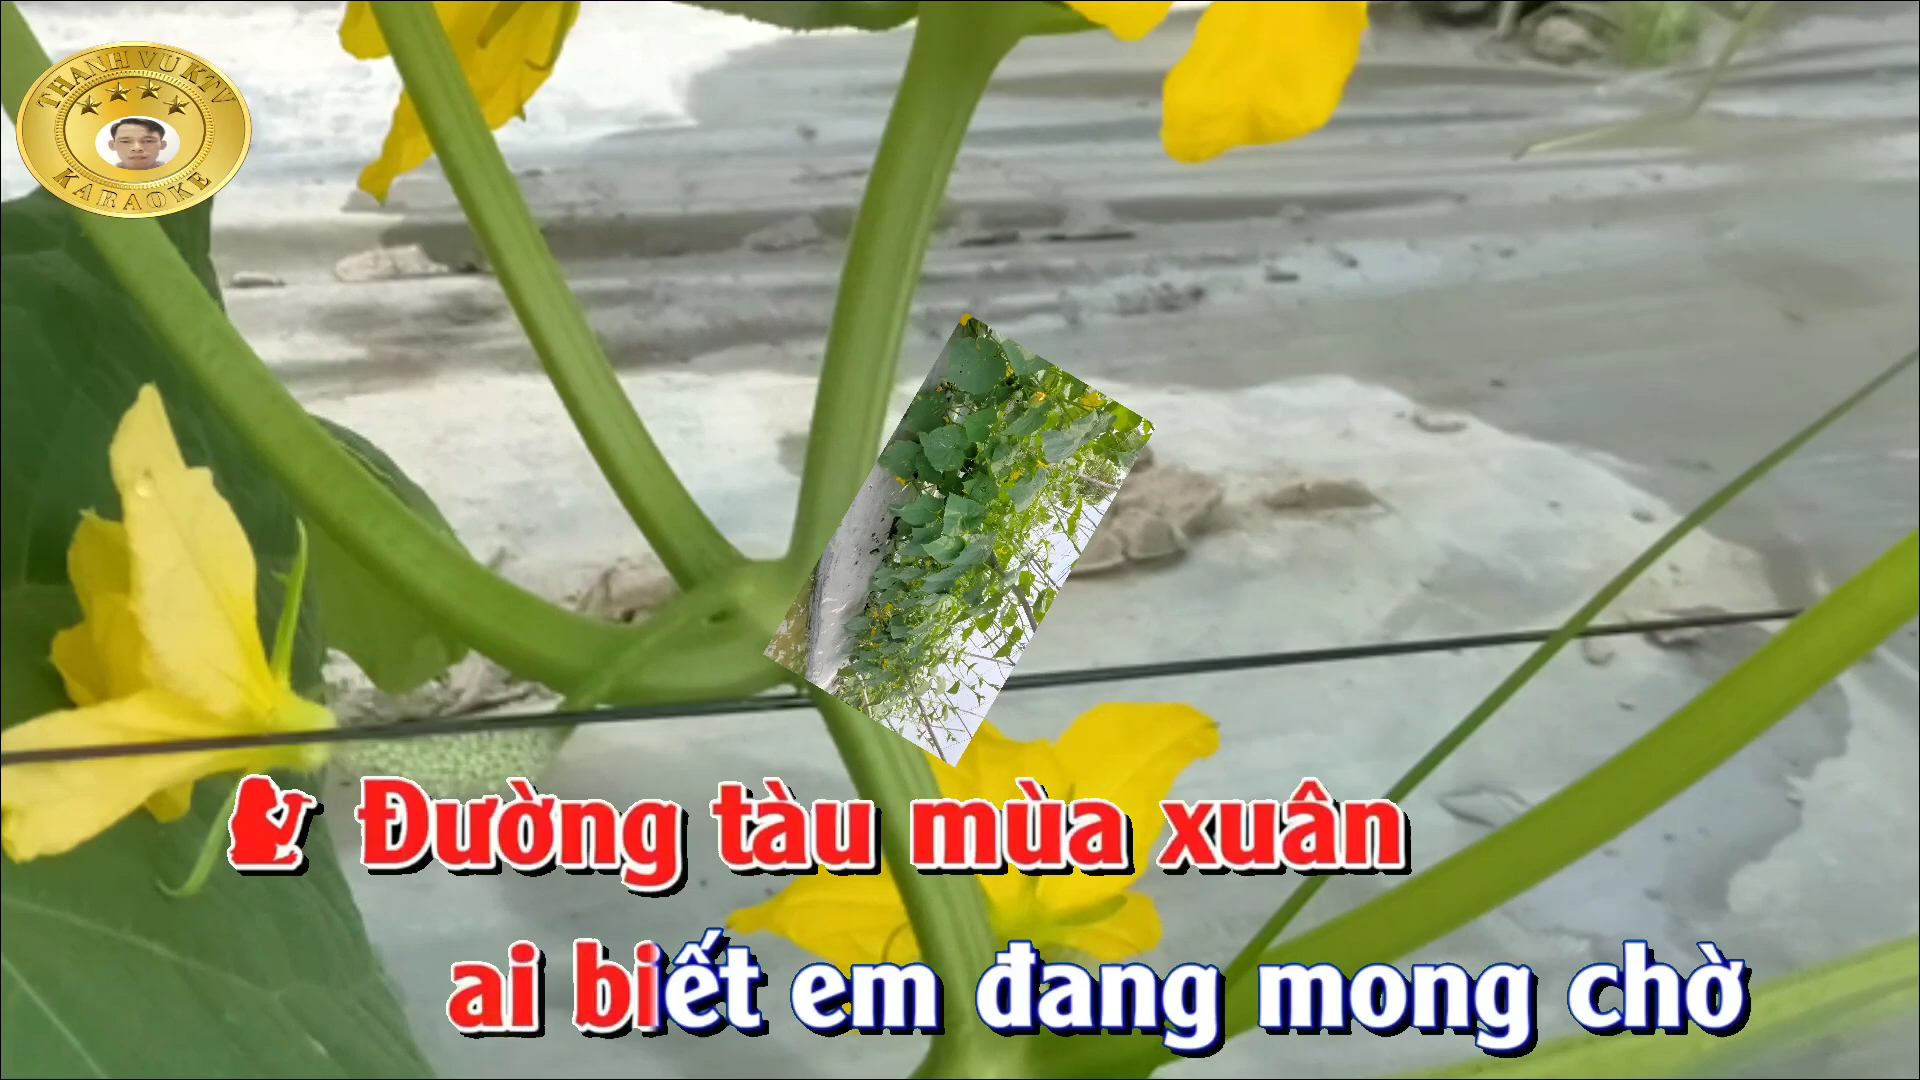 THANH VU KTV
KARAOKE
Đường tàu mùa xuân
ai biết em đang mong chờ